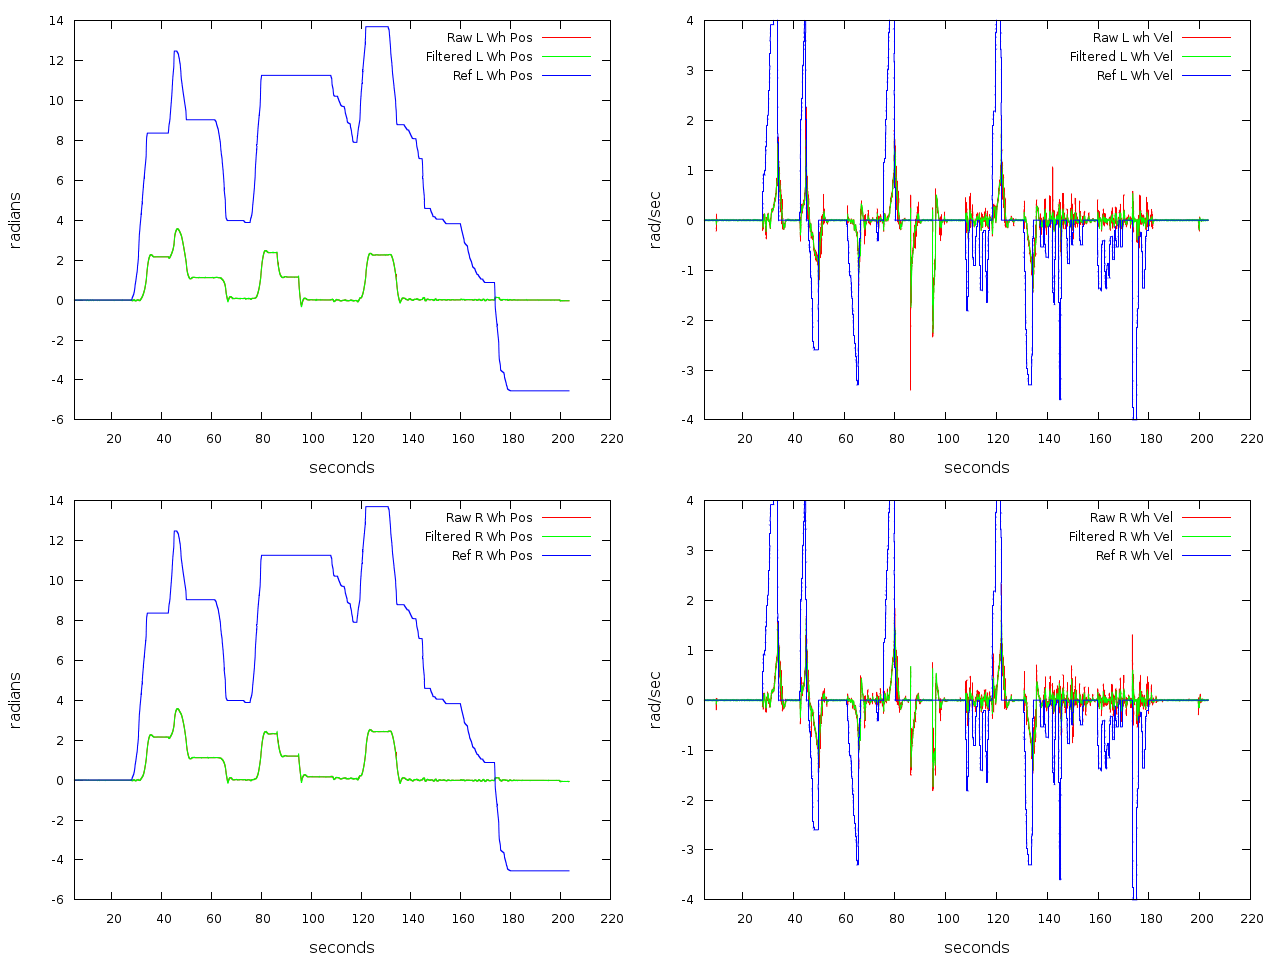 14
12
10
8
6
4
2
0
-2
-4
-6
20 40 60 80 100 120 140 160 180 200 220
radians
seconds
Raw L Wh Pos
Filtered L Wh Pos
Ref L Wh Pos
4
3
2
1
0
-1
-2
-3
-4
20 40 60 80 100 120 140 160 180 200 220
rad/sec
seconds
Raw L wh Vel
Filtered L Wh Vel
Ref L Wh Vel
14
12
10
8
6
4
2
0
-2
-4
-6
20 40 60 80 100 120 140 160 180 200 220
radians
seconds
Raw R Wh Pos
Filtered R Wh Pos
Ref R Wh Pos
4
3
2
1
0
-1
-2
-3
-4
20 40 60 80 100 120 140 160 180 200 220
rad/sec
seconds
Raw R Wh Vel
Filtered R Wh Vel
Ref R Wh Vel